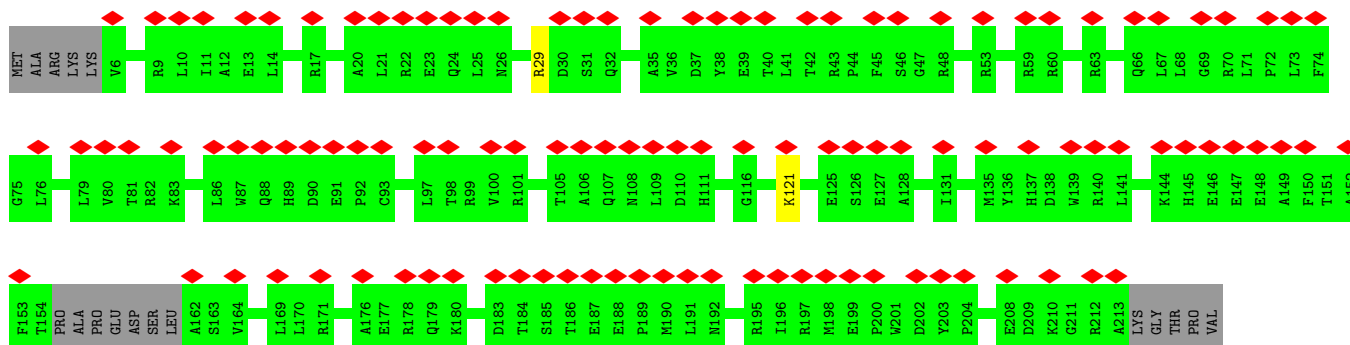 MET ALA ARG LYS LYS V6 R9 L10 I11 A12 E13 L14 R17 A20 L21 R22 E23 Q24 L25 N26 R29 D30 S31 Q32 A35 V36 D37 Y38 E39 T40 L41 T42 R43 P44 F45 S46 G47 R48 R53 R59 R60 R63 Q66 L67 L68 G69 R70 L71 P72 L73 F74
G75 L76 L79 V80 T81 R82 K83 L86 W87 Q88 H89 D90 E91 P92 C93 L97 T98 R99 V100 R101 T105 A106 Q107 N108 L109 D110 H111 G116 K121 E125 S126 E127 A128 I131 M135 Y136 H137 D138 W139 R140 L141 K144 H145 E146 E147 E148 A149 F150 T151 A152
F153 T154 PRO ALA PRO GLU ASP SER LEU A162 S163 V164 L169 L170 R171 A176 E177 R178 Q179 K180 D183 T184 S185 T186 E187 E188 P189 M190 L191 N192 R195 I196 R197 M198 E199 P200 W201 D202 Y203 P204 E208 D209 K210 G211 R212 A213 LYS GLY THR PRO VAL